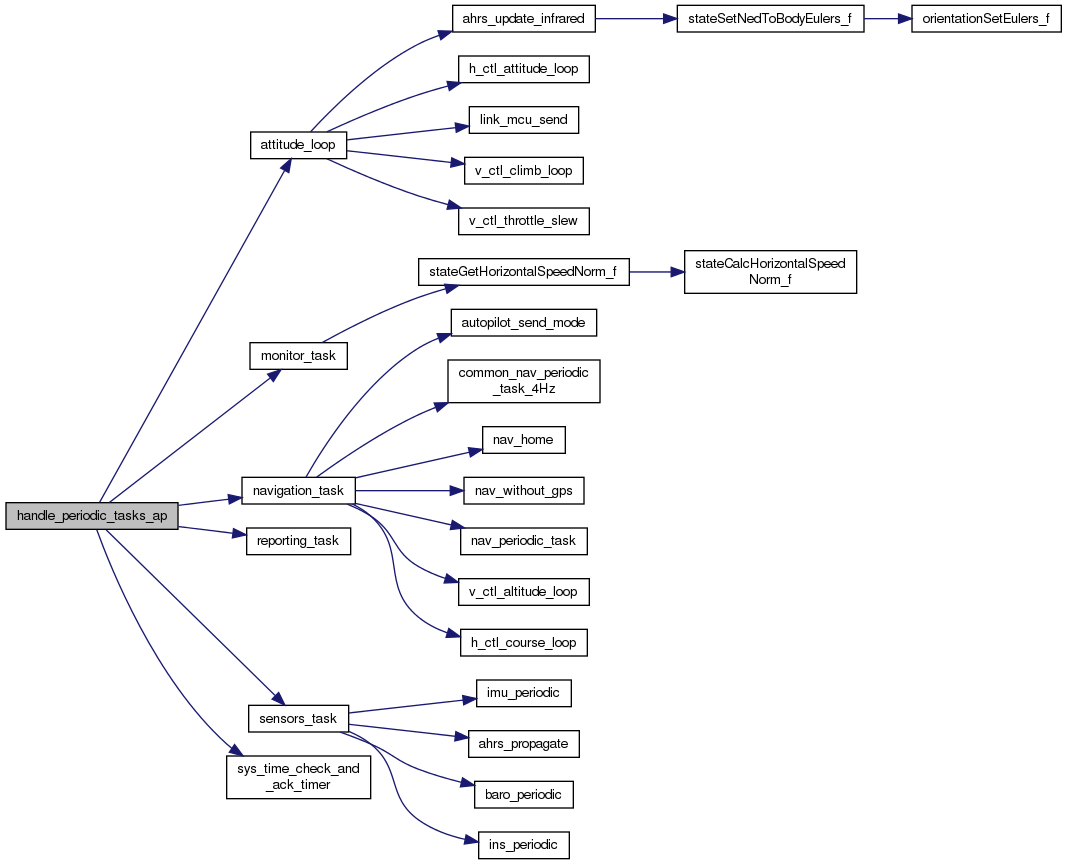 ahrs_update_infrared
stateSetNedToBodyEulers_f
orientationSetEulers_f
h_ctl_attitude_loop
link_mcu_send
attitude_loop
v_ctl_climb_loop
v_ctl_throttle_slew
stateGetHorizontalSpeedNorm_f
stateCalcHorizontalSpeed
Norm_f
autopilot_send_mode
monitor_task
common_nav_periodic
_task_4Hz
nav_home
navigation_task
nav_without_gps
handle_periodic_tasks_ap
reporting_task
nav_periodic_task
v_ctl_altitude_loop
h_ctl_course_loop
imu_periodic
sensors_task
ahrs_propagate
sys_time_check_and
_ack_timer
baro_periodic
ins_periodic